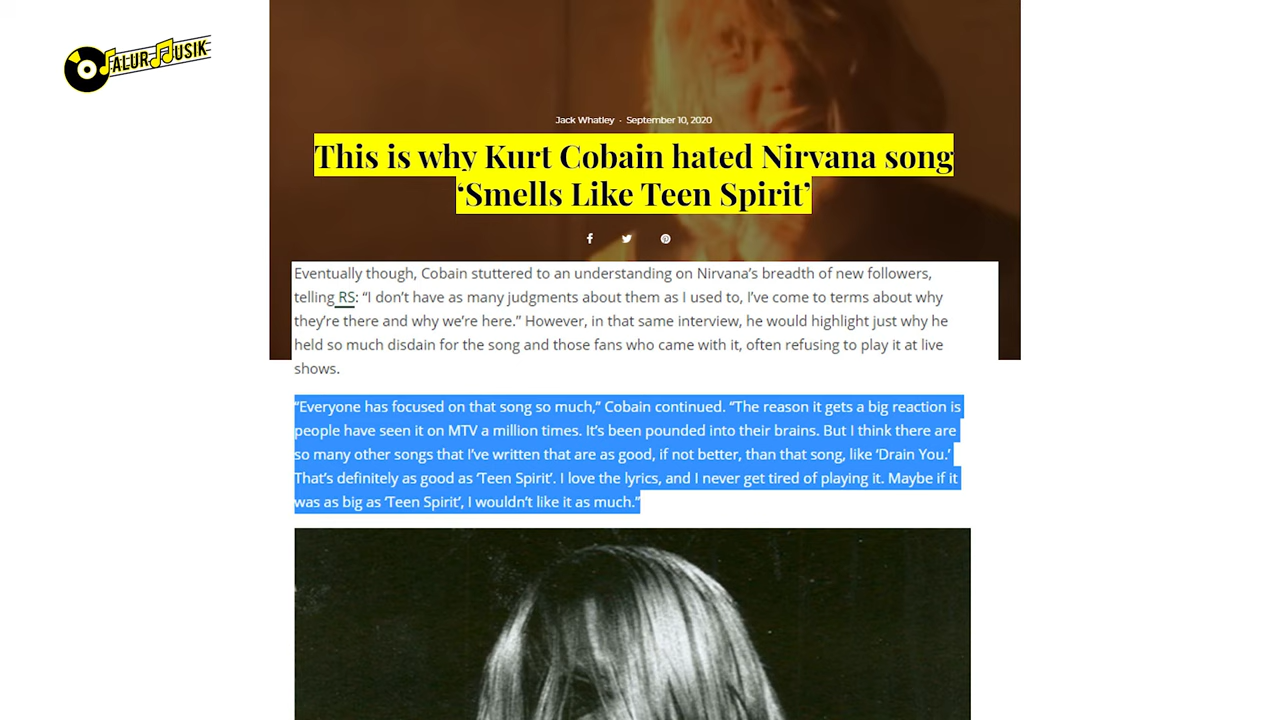 JALUR MUSIK
Jack Whatley - September 10, 2020
This is why Kurt Cobain hated Nirvana song
‘Smells Like Teen Spirit’
Eventually though, Cobain stuttered to an understanding on Nirvana’s breadth of new followers,
telling RS: “I don’t have as many judgments about them as I used to, I’ve come to terms about why
they’re there and why we’re here.” However, in that same interview, he would highlight just why he
held so much disdain for the song and those fans who came with it, often refusing to play it at live
shows.
“Everyone has focused on that song so much,” Cobain continued. “The reason it gets a big reaction is
people have seen it on MTV a million times. It’s been pounded into their brains. But I think there are
so many other songs that I’ve written that are as good, if not better, than that song, like ‘Drain You.’
That’s definitely as good as ‘Teen Spirit’. I love the lyrics, and I never get tired of playing it. Maybe if it
was as big as ‘Teen Spirit’, I wouldn’t like it as much.”